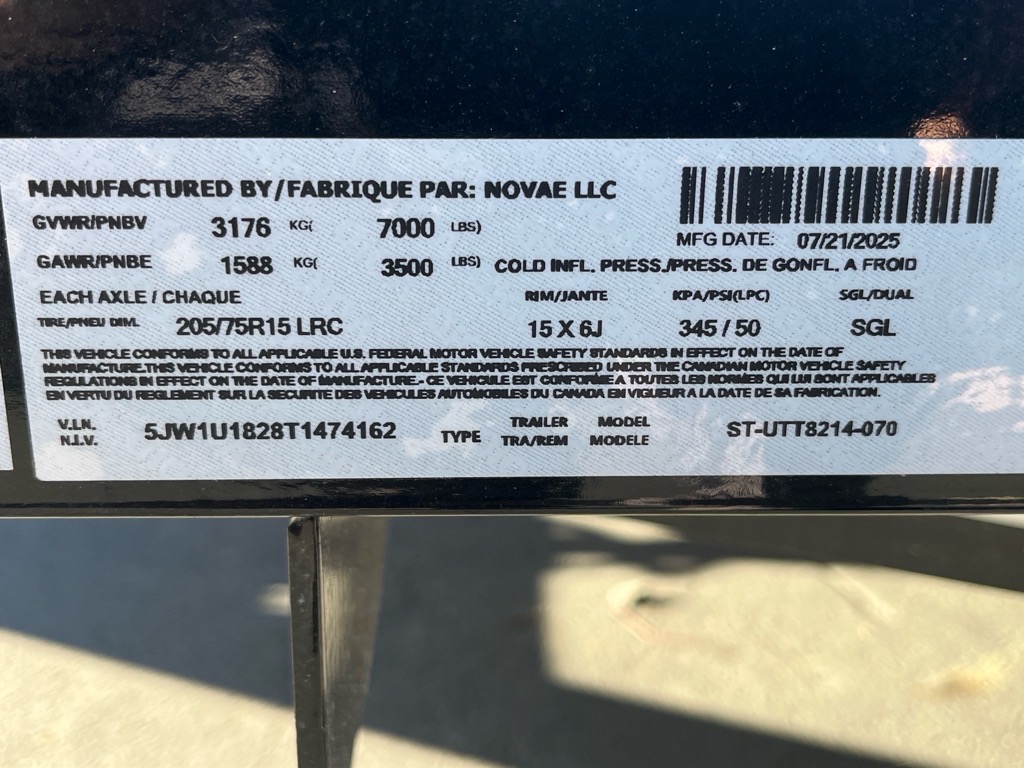 MANUFACTURED BY/FABRIQUE PAR: NOVAE LLC
GVWR/PNBV 3176 KG( 7000 LBS)
MFG DATE: 07/21/2025
GAWR/PNBE 1588 KG( 3500 LBS) COLD INFL. PRESS./PRESS. DE GONFL. A FROID
EACH AXLE / CHAQUE RIM/JANTE KPA/PSI(LPC) SGL/DUAL
TIRE/PNEU DIM. 205/75R15 LRC 15 X 6J 345 / 50 SGL
THIS VEHICLE CONFORMS TO ALL APPLICABLE U.S. FEDERAL MOTOR VEHICLE SAFETY STANDARDS IN EFFECT ON THE DATE OF
MANUFACTURE.THIS VEHICLE CONFORMS TO ALL APPLICABLE STANDARDS PRESCRIBED UNDER THE CANADIAN MOTOR VEHICLE SAFETY
REGULATIONS IN EFFECT ON THE DATE OF MANUFACTURE.- CE VEHICULE EST CONFORME A TOUTES LES NORMES QUI LUI SONT APPLICABLES
EN VERTU DU REGLEMENT SUR LA SECURITE DES VEHICULES AUTOMOBILES DU CANADA EN VIGUEUR A LA DATE DE SA FABRICATION.
V.I.N. 5JW1U1828T1474162 TYPE TRAILER MODEL ST-UTT8214-070
N.I.V. TRA/REM MODELE